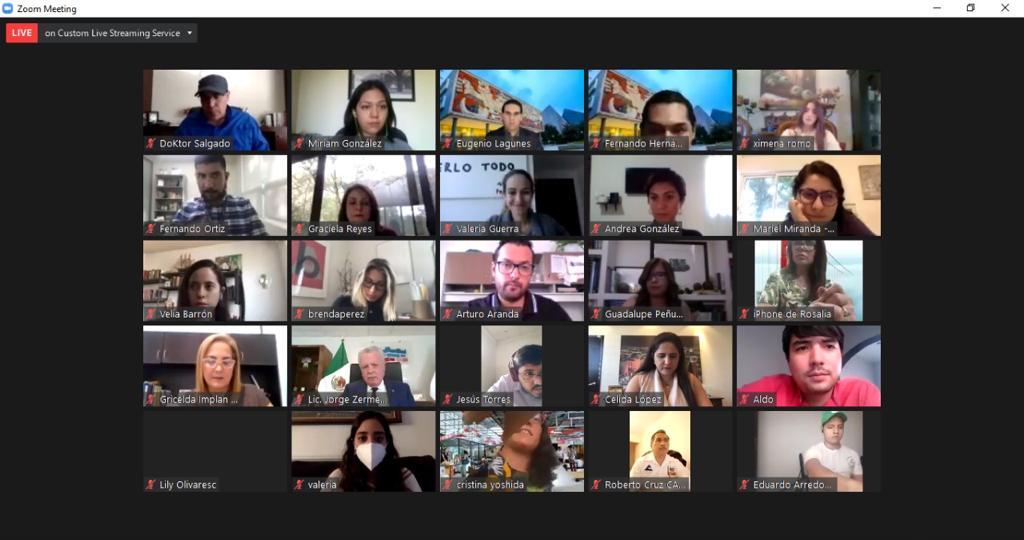 Zoom Meeting
LIVE on Custom Live Streaming Service
DoKtor Salgado
Miriam González
Eugenio Lagunes
Fernando Herna...
ximena romo
Fernando Ortiz
Graciela Reyes
RLO TODO
Valeria Guerra
Andrea González
Mariel Miranda -...
Velia Barrón
brendaperez
Arturo Aranda
Guadalupe Peñu...
iPhone de Rosalia
Gricelda Implan ...
Lic. Jorge Zerme...
Jesús Torres
Celida López
Aldo
Lily Olivaresc
valeria
cristina yoshida
Roberto Cruz CA...
Eduardo Arredo...